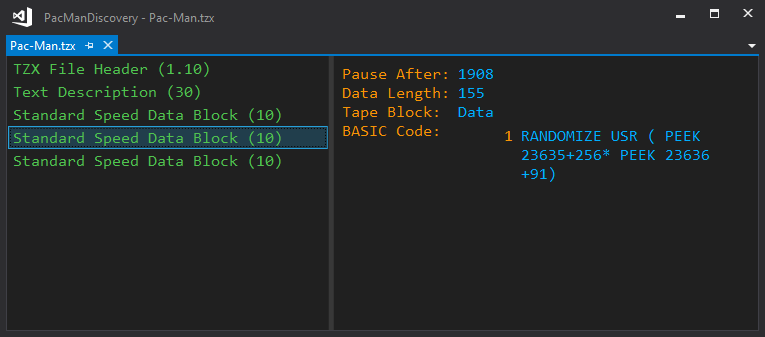 PacManDiscovery - Pac-Man.tzx
Pac-Man.tzx
TZX File Header (1.10)
Text Description (30)
Standard Speed Data Block (10)
Standard Speed Data Block (10)
Standard Speed Data Block (10)
Pause After: 1908
Data Length: 155
Tape Block: Data
BASIC Code:
1 RANDOMIZE USR ( PEEK
23635+256* PEEK 23636
+91)